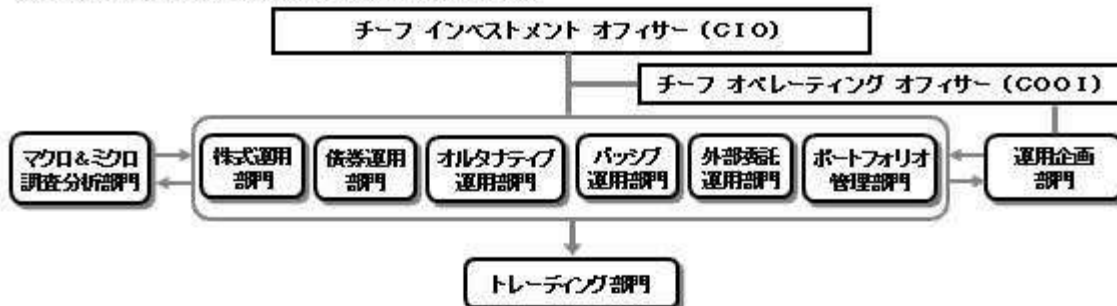 チーフ インベストメント オフィサー (CIO)
チーフ オペレーティング オフィサー (COOI)
マクロ&ミクロ
調査分析部門
株式運用
部門
債券運用
部門
オルタナティブ
運用部門
パッシブ
運用部門
外部委託
運用部門
ポートフォリオ
管理部門
運用企画
部門
トレーディング部門